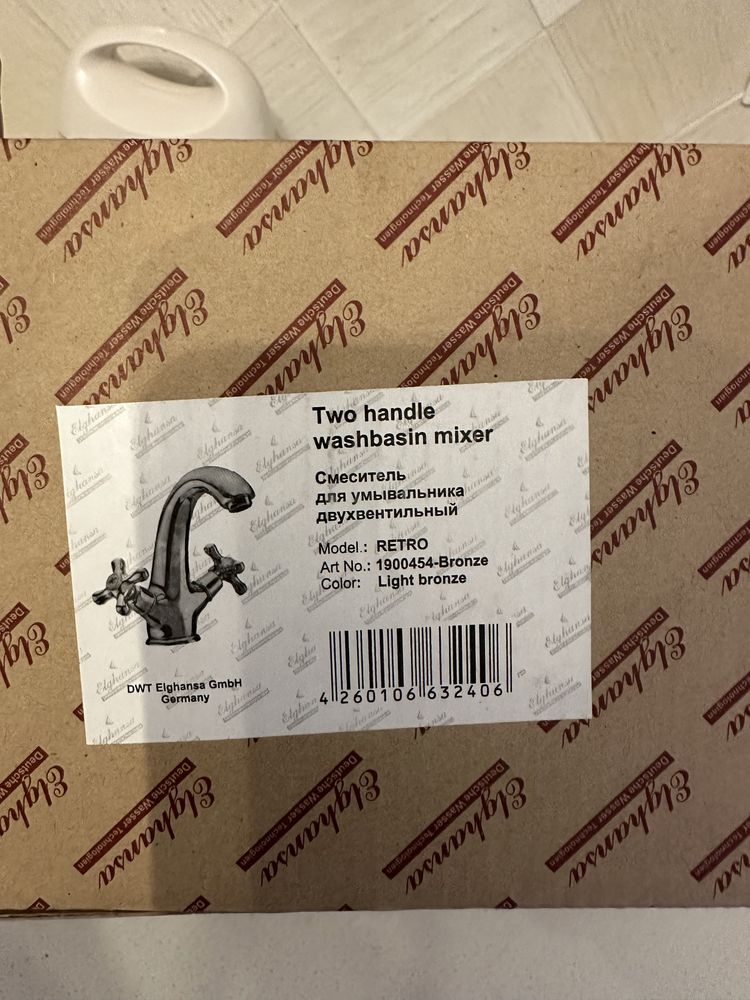 Elghansa
Deutsche Wasser Technologien
Two handle
washbasin mixer
Смеситель
для умывальника
двухвентильный
Model.: RETRO
Art No.: 1900454-Bronze
Color: Light bronze
DWT Elghansa GmbH
Germany
4 260106 632406